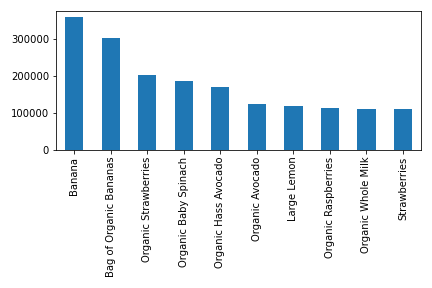 300000
200000
100000
0
Banana
Bag of Organic Bananas
Organic Strawberries
Organic Baby Spinach
Organic Hass Avocado
Organic Avocado
Large Lemon
Organic Raspberries
Organic Whole Milk
Strawberries